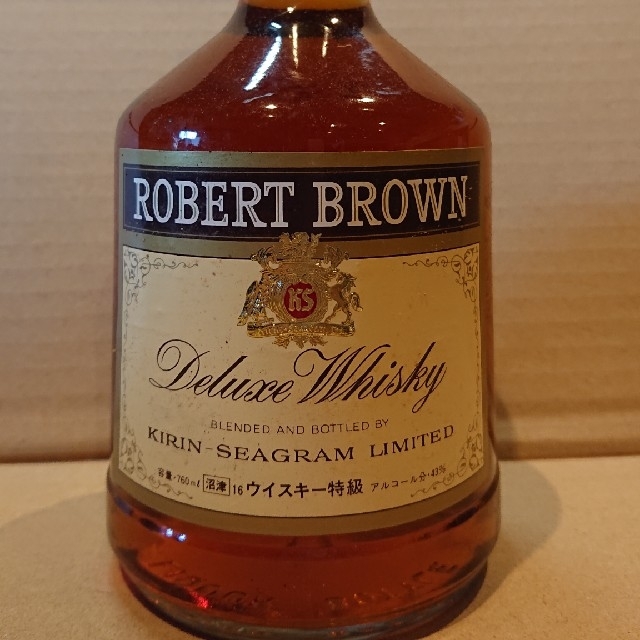 ROBERT BROWN
KS
Deluxe Whisky
BLENDED AND BOTTLED BY
KIRIN-SEAGRAM LIMITED
容量・760ml 沼津 16 ウイスキー特級 アルコール分・43%